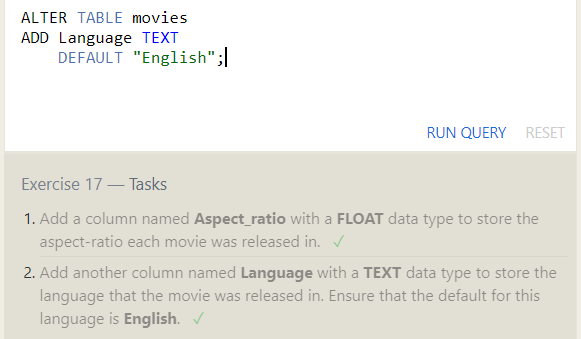 ALTER TABLE movies
ADD Language TEXT
    DEFAULT "English";
RUN QUERY RESET
Exercise 17 — Tasks
1. Add a column named Aspect_ratio with a FLOAT data type to store the
aspect-ratio each movie was released in. ✓
2. Add another column named Language with a TEXT data type to store the
language that the movie was released in. Ensure that the default for this
language is English. ✓